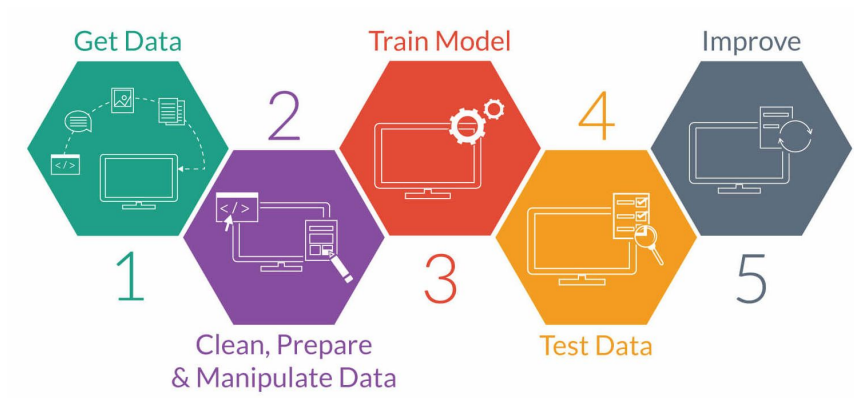 Get Data
1
</>
2
</>
Clean, Prepare
& Manipulate Data
Train Model
3
4
Test Data
Improve
5